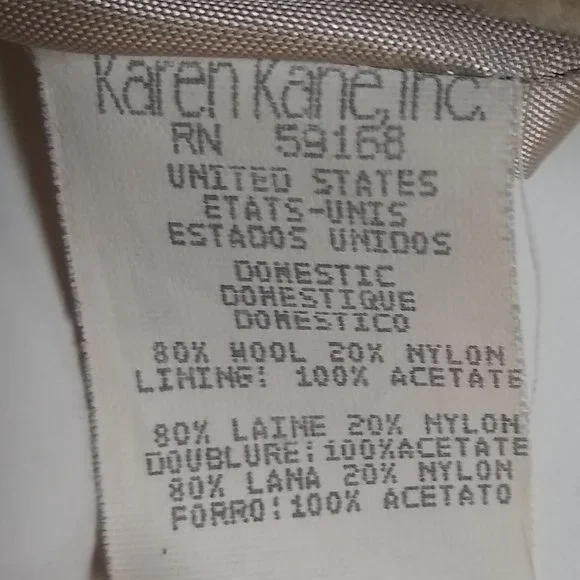 Karen Kane, Inc.
RN 59168
UNITED STATES
ETATS-UNIS
ESTADOS UNIDOS
DOMESTIC
DOMESTIQUE
DOMESTICO
80% WOOL 20% NYLON
LINING: 100% ACETATE
80% LAINE 20% NYLON
DOUBLURE:100%ACETATE
80% LANA 20% NYLON
FORRO:100% ACETATO